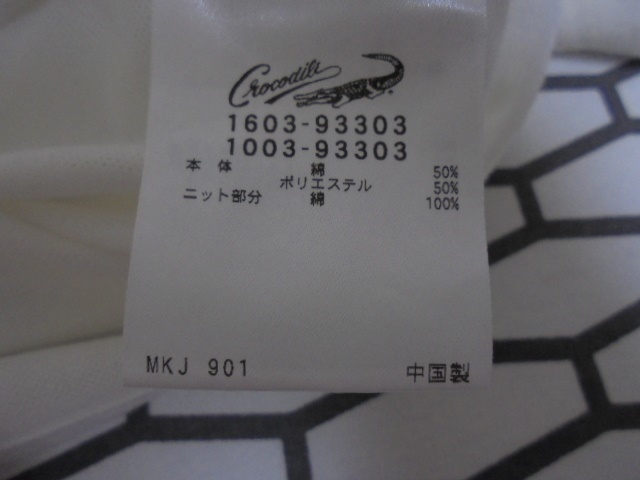 Crocodile
1603-93303
1003-93303
本体 綿 50%
ポリエステル 50%
ニット部分 綿 100%
MKJ 901
中国製